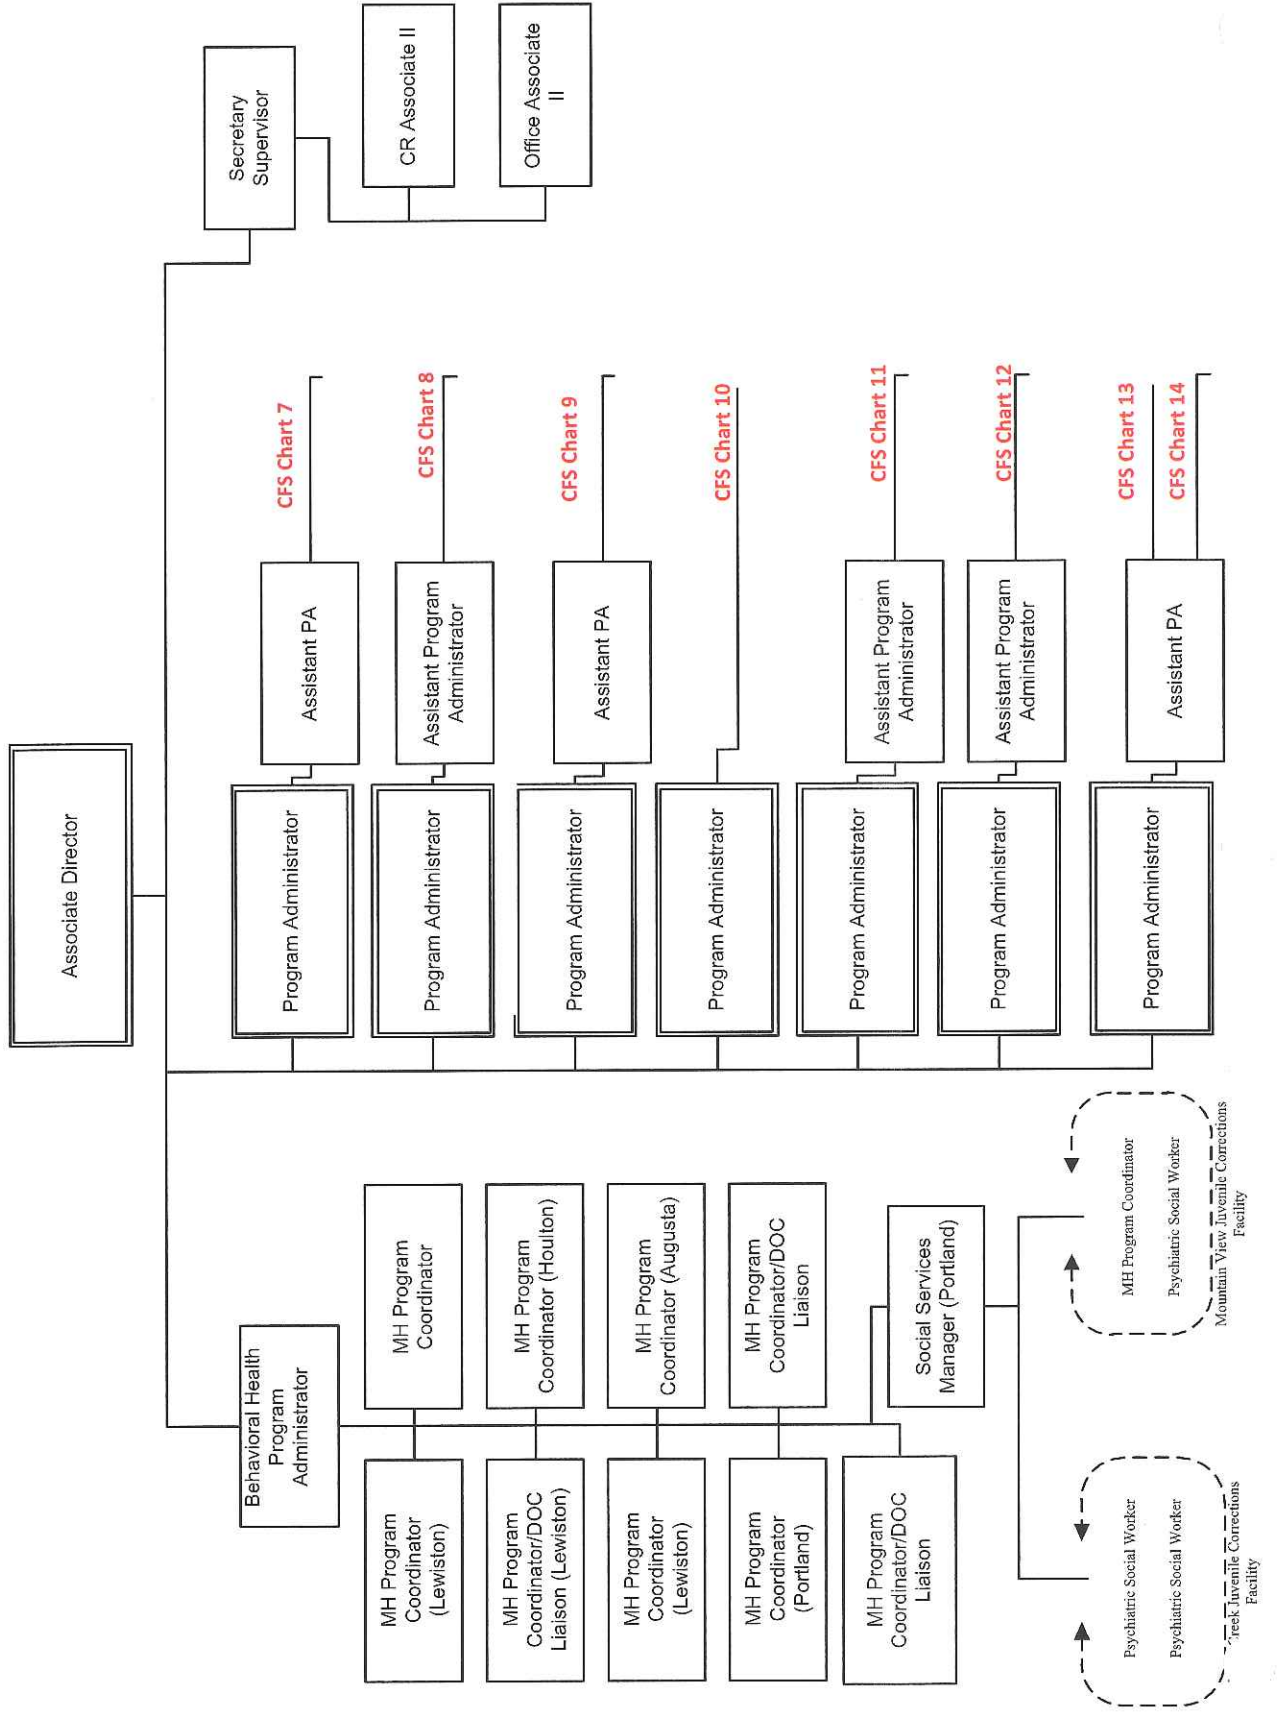 Associate Director
Behavioral Health
Program
Administrator
MH Program
Coordinator
(Lewiston)
MH Program
Coordinator
MH Program
Coordinator/DOC
Liaison (Lewiston)
MH Program
Coordinator (Houlton)
MH Program
Coordinator
(Lewiston)
MH Program
Coordinator (Augusta)
MH Program
Coordinator
(Portland)
MH Program
Coordinator/DOC
Liaison
MH Program
Coordinator/DOC
Liaison
Social Services
Manager (Portland)
Psychiatric Social Worker
Psychiatric Social Worker
Creek Juvenile Corrections
Facility
MH Program Coordinator
Psychiatric Social Worker
Mountain View Juvenile Corrections
Facility
Program Administrator
Assistant PA
CFS Chart 7
Program Administrator
Assistant Program
Administrator
CFS Chart 8
Program Administrator
Assistant PA
CFS Chart 9
Program Administrator
CFS Chart 10
Program Administrator
Assistant Program
Administrator
CFS Chart 11
Program Administrator
Assistant Program
Administrator
CFS Chart 12
Program Administrator
Assistant PA
CFS Chart 13
CFS Chart 14
Secretary
Supervisor
CR Associate II
Office Associate
II